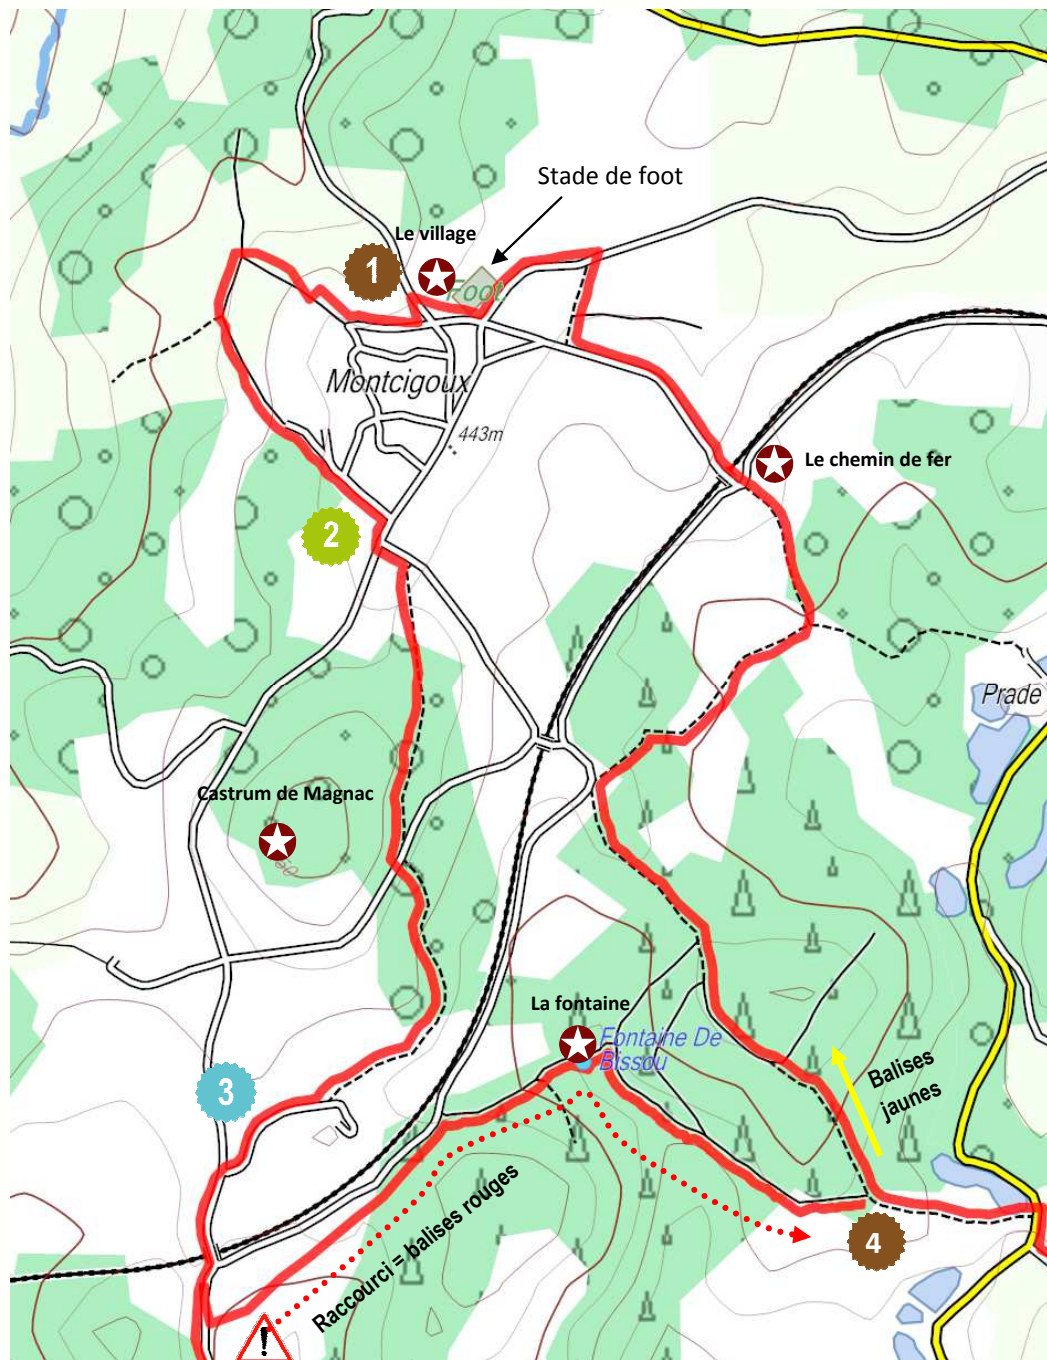 Stade de foot
Le village
1
Foot
Montcigoux
443m
Le chemin de fer
2
Prade
Castrum de Magnac
La fontaine
Fontaine De
Bissou
3
Balises
jaunes
Raccourci = balises rouges
4
!